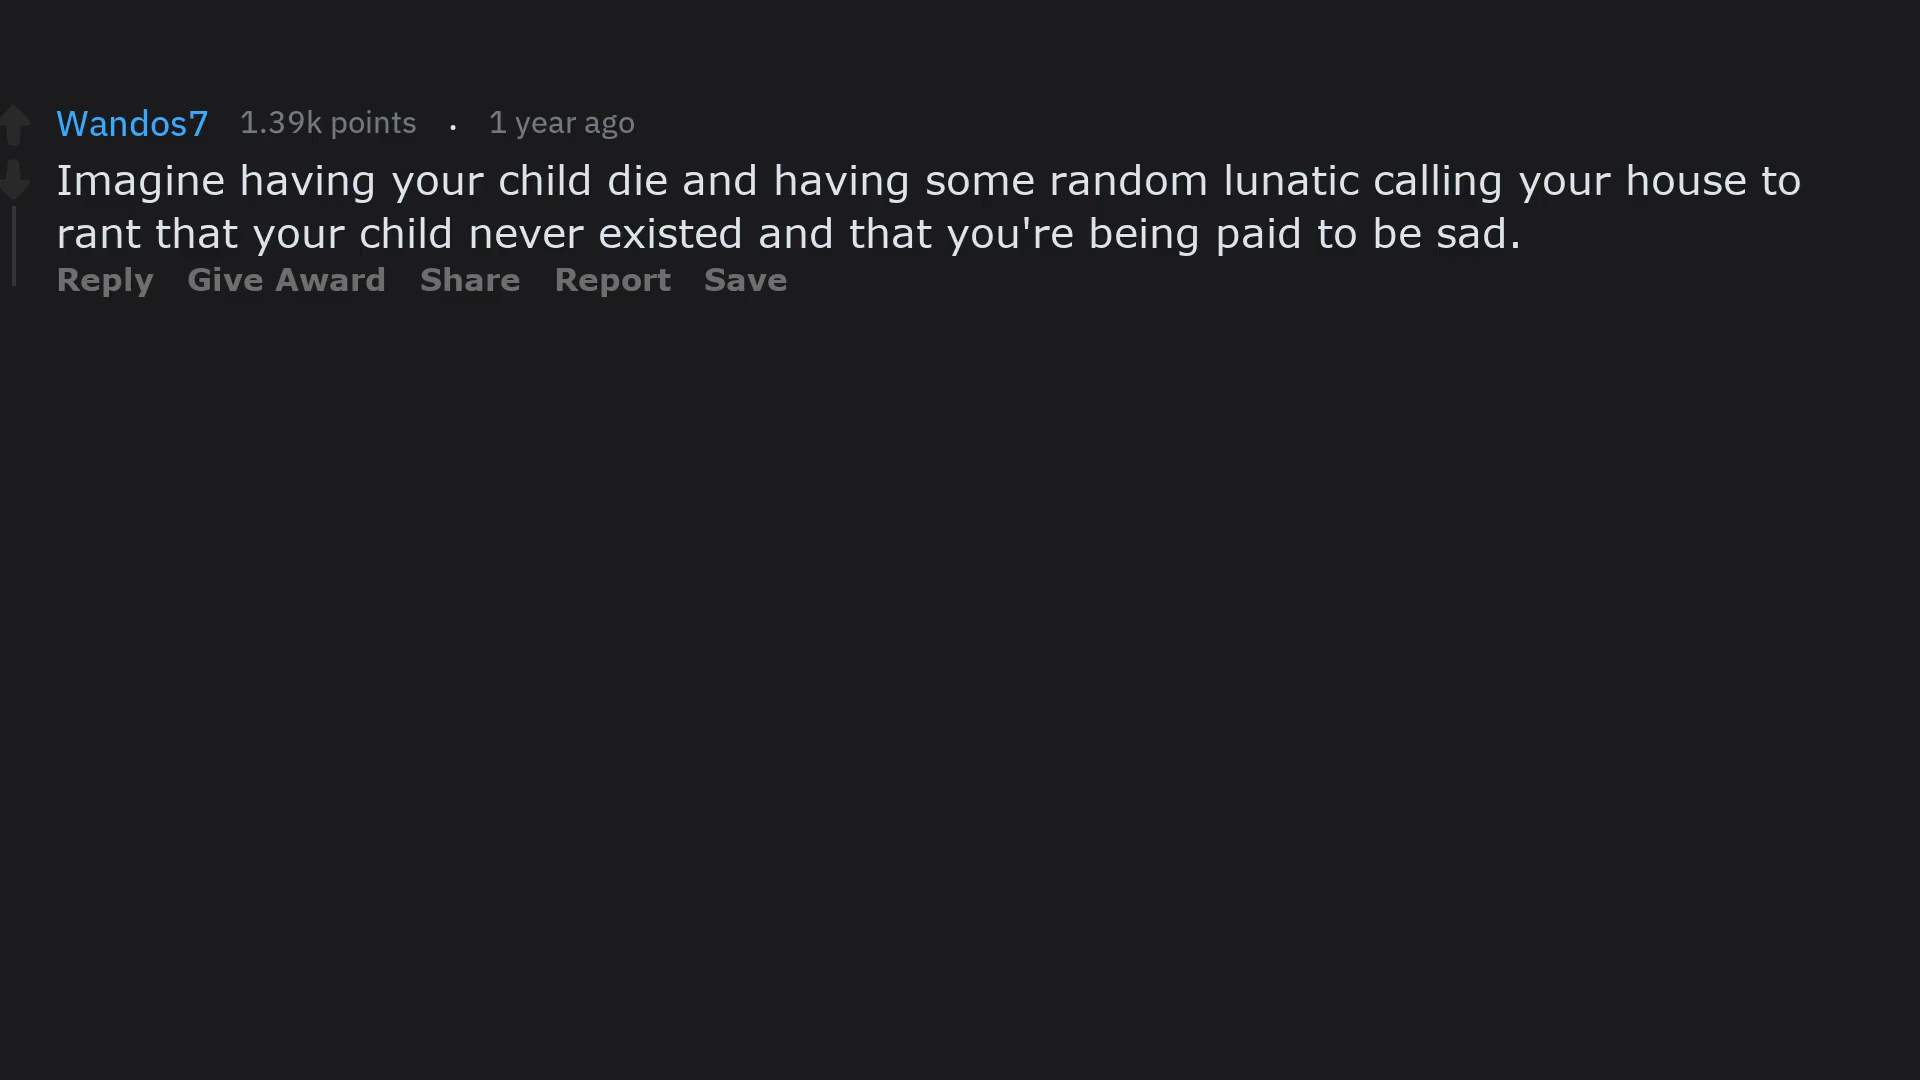 Wandos7 1.39k points . 1 year ago
Imagine having your child die and having some random lunatic calling your house to
rant that your child never existed and that you're being paid to be sad.
Reply Give Award Share Report Save